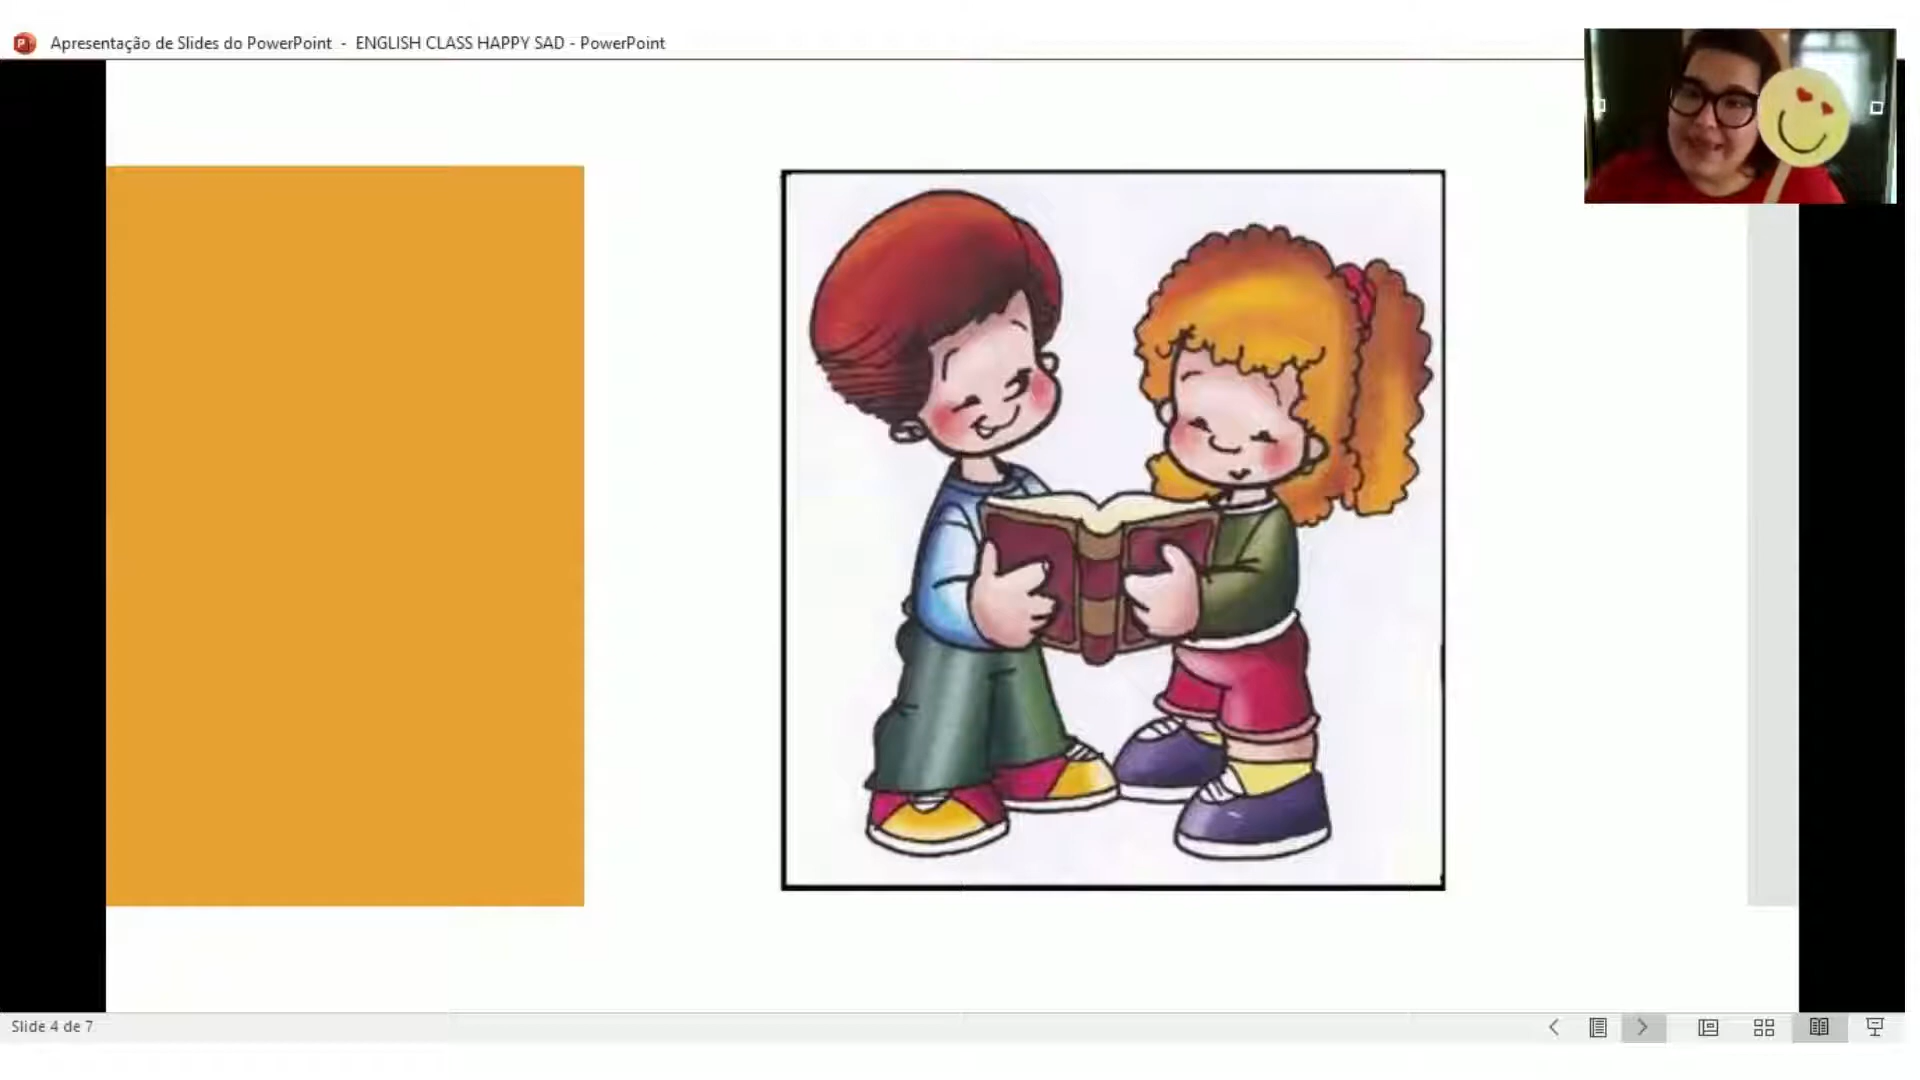 Apresentação de Slides do PowerPoint - ENGLISH CLASS HAPPY SAD - PowerPoint
Slide 4 de 7